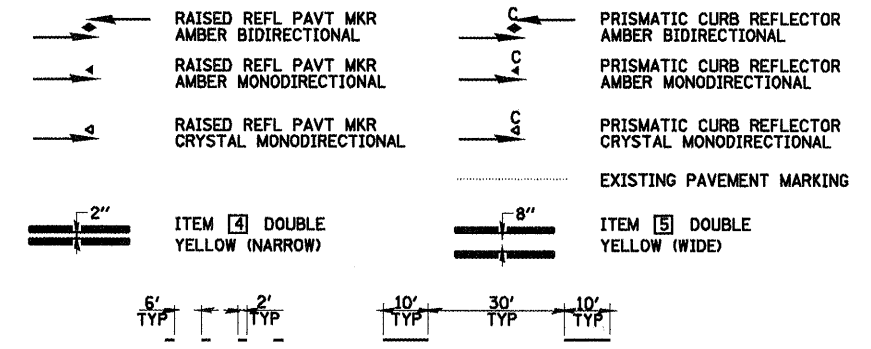 RAISED REFL PAVT MKR
AMBER BIDIRECTIONAL
RAISED REFL PAVT MKR
AMBER MONODIRECTIONAL
RAISED REFL PAVT MKR
CRYSTAL MONODIRECTIONAL
C
PRISMATIC CURB REFLECTOR
AMBER BIDIRECTIONAL
C
PRISMATIC CURB REFLECTOR
AMBER MONODIRECTIONAL
C
PRISMATIC CURB REFLECTOR
CRYSTAL MONODIRECTIONAL
EXISTING PAVEMENT MARKING
2"
ITEM 4 DOUBLE
YELLOW (NARROW)
8"
ITEM 5 DOUBLE
YELLOW (WIDE)
6' 2' 10' 30' 10'
TYP TYP TYP TYP TYP